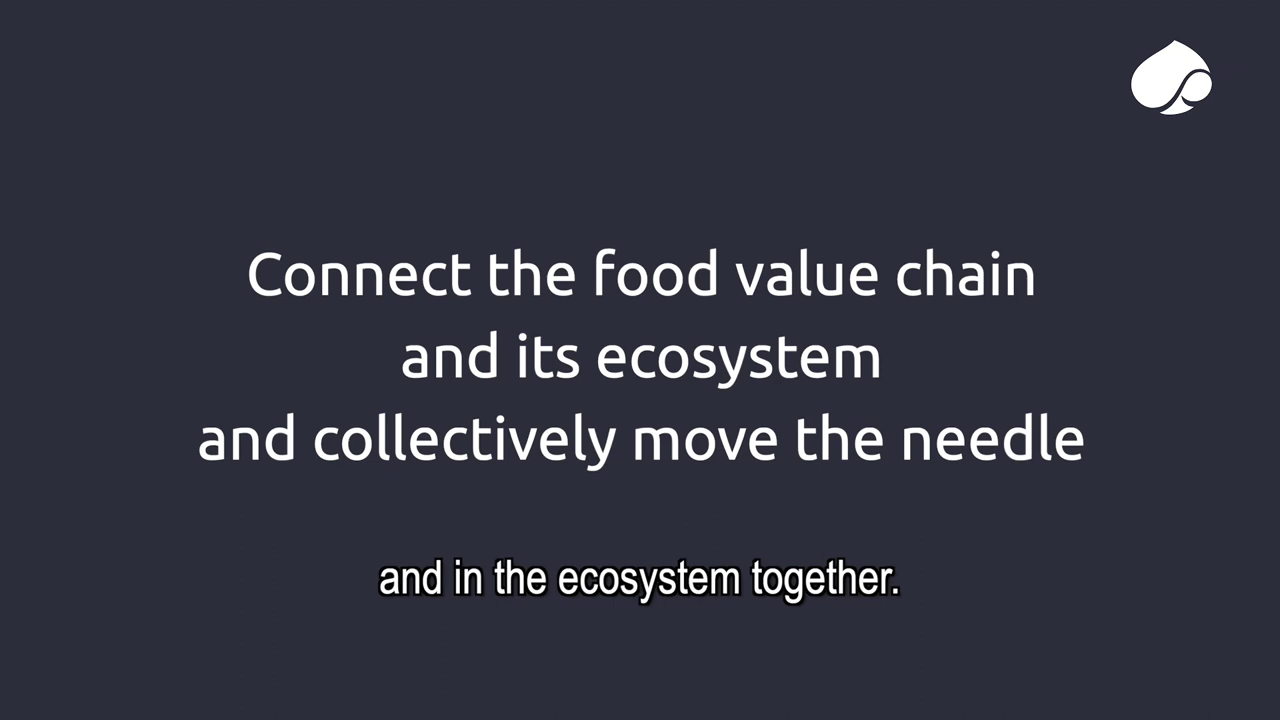 Connect the food value chain
and its ecosystem
and collectively move the needle
and in the ecosystem together.